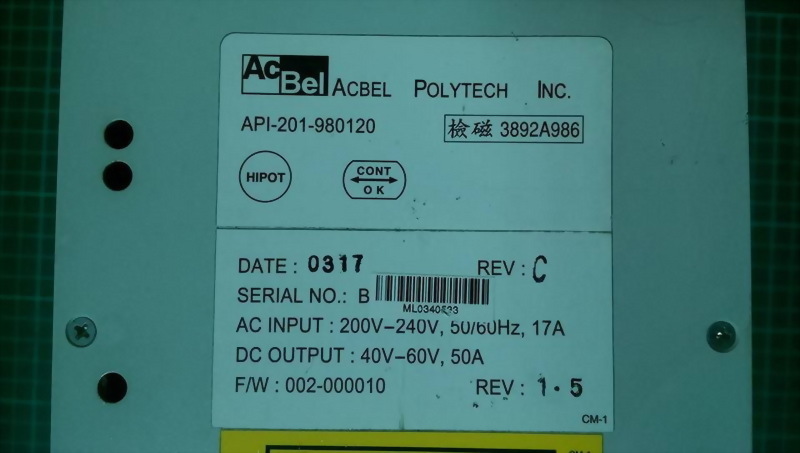 AcBel ACBEL POLYTECH INC.
API-201-980120
檢磁 3892A986
HIPOT
CONT
OK
DATE : 0317 REV : C
SERIAL NO.: B
AC INPUT : 200V-240V, 50/60Hz, 17A
DC OUTPUT : 40V-60V, 50A
F/W : 002-000010 REV : 1.5
CM-1